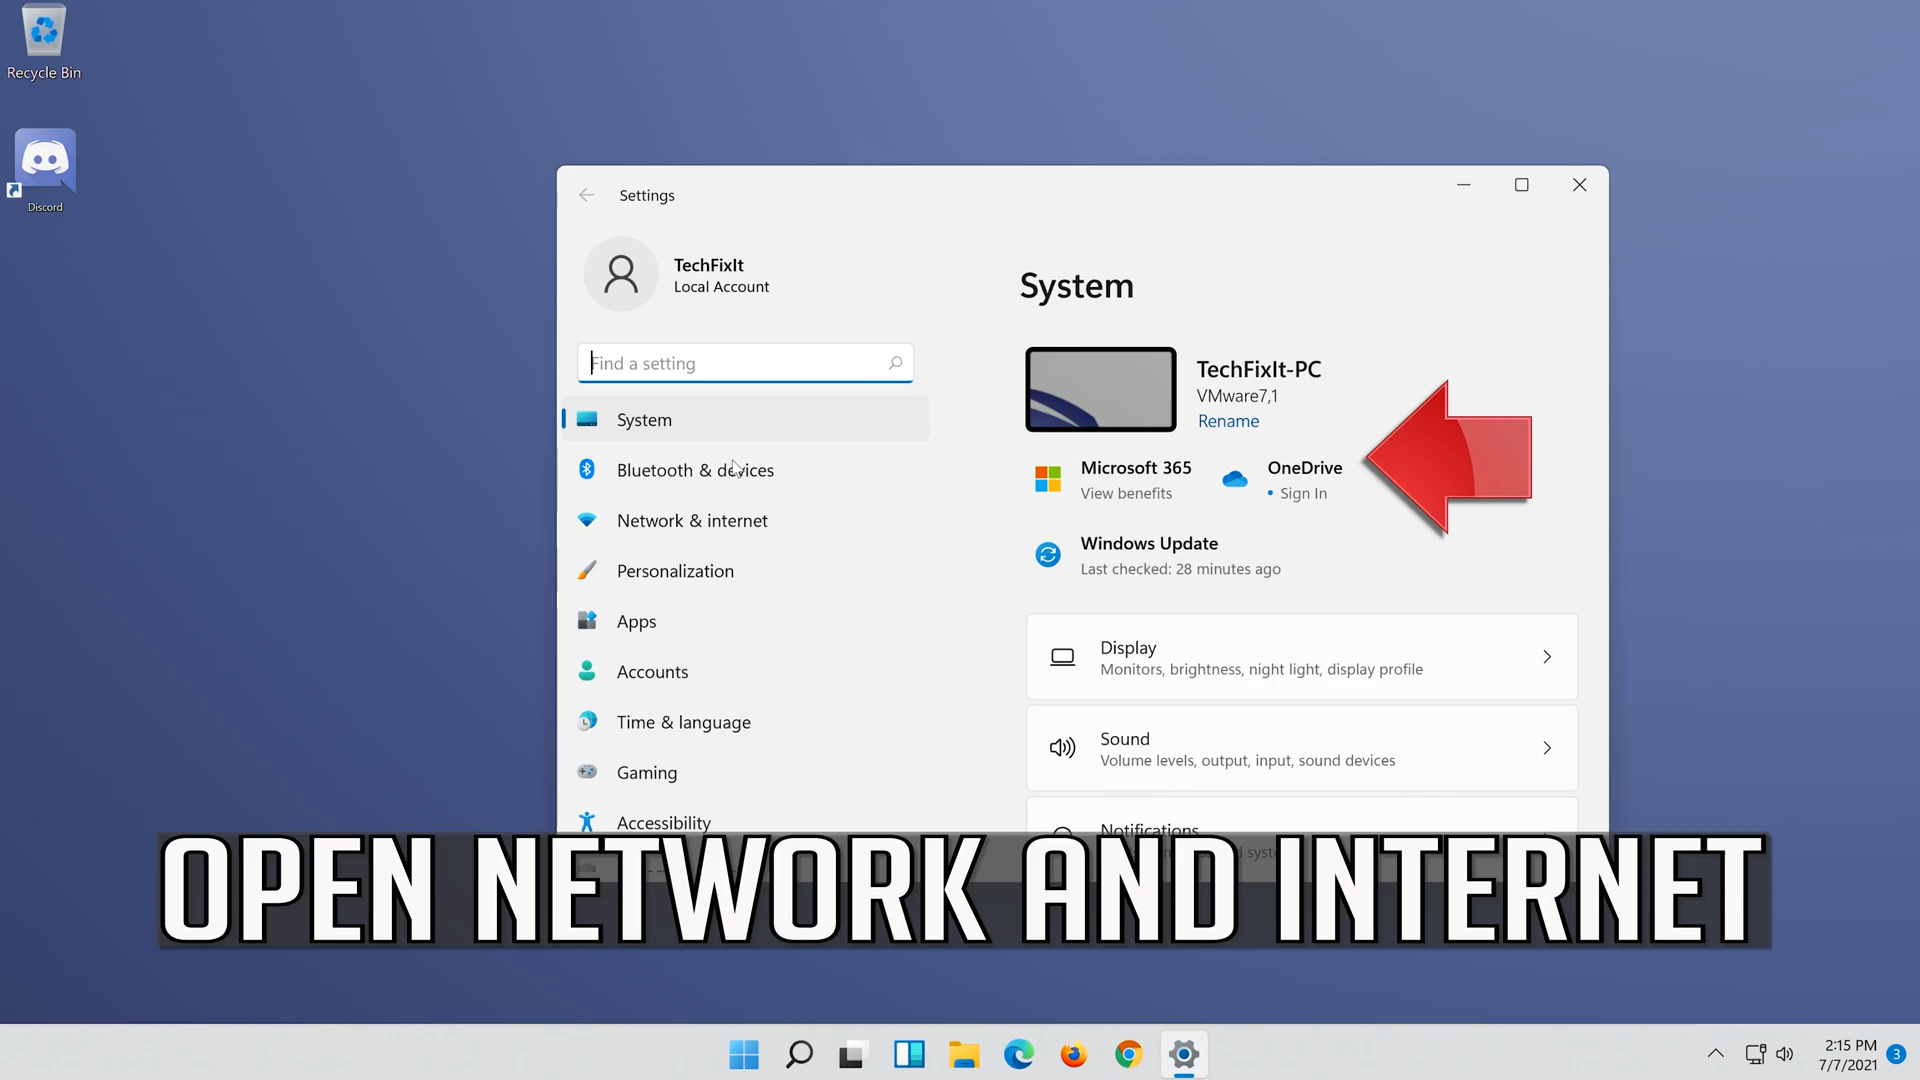 Recycle Bin
Discord
Settings
TechFixIt
Local Account
Find a setting
System
Bluetooth & devices
Network & internet
Personalization
Apps
Accounts
Time & language
Gaming
Accessibility
System
TechFixIt-PC
VMware7,1
Rename
Microsoft 365
View benefits
OneDrive
• Sign In
Windows Update
Last checked: 28 minutes ago
Display
Monitors, brightness, night light, display profile
Sound
Volume levels, output, input, sound devices
Notifications
OPEN NETWORK AND INTERNET
2:15 PM
7/7/2021
3